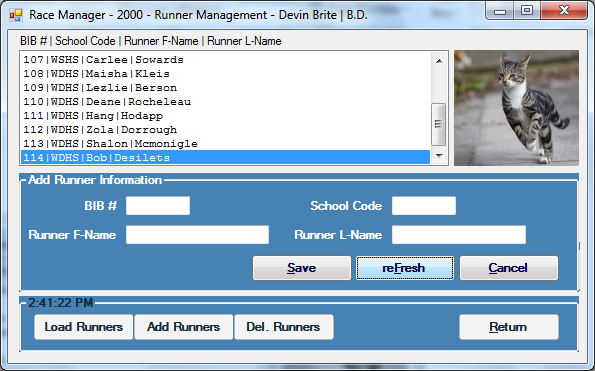 Race Manager - 2000 - Runner Management - Devin Brite | B.D.
BIB # | School Code | Runner F-Name | Runner L-Name
107|WSHS|Carlee|Sowards
108|WDHS|Maisha|Kleis
109|WDHS|Lezlie|Berson
110|WDHS|Deane|Rocheleau
111|WDHS|Hang|Hodapp
112|WDHS|Zola|Dorrough
113|WDHS|Shalon|Mcmonigle
114|WDHS|Bob|Desilets
Add Runner Information
BIB # School Code
Runner F-Name Runner L-Name
Save reFresh Cancel
2:41:22 PM
Load Runners Add Runners Del. Runners Return